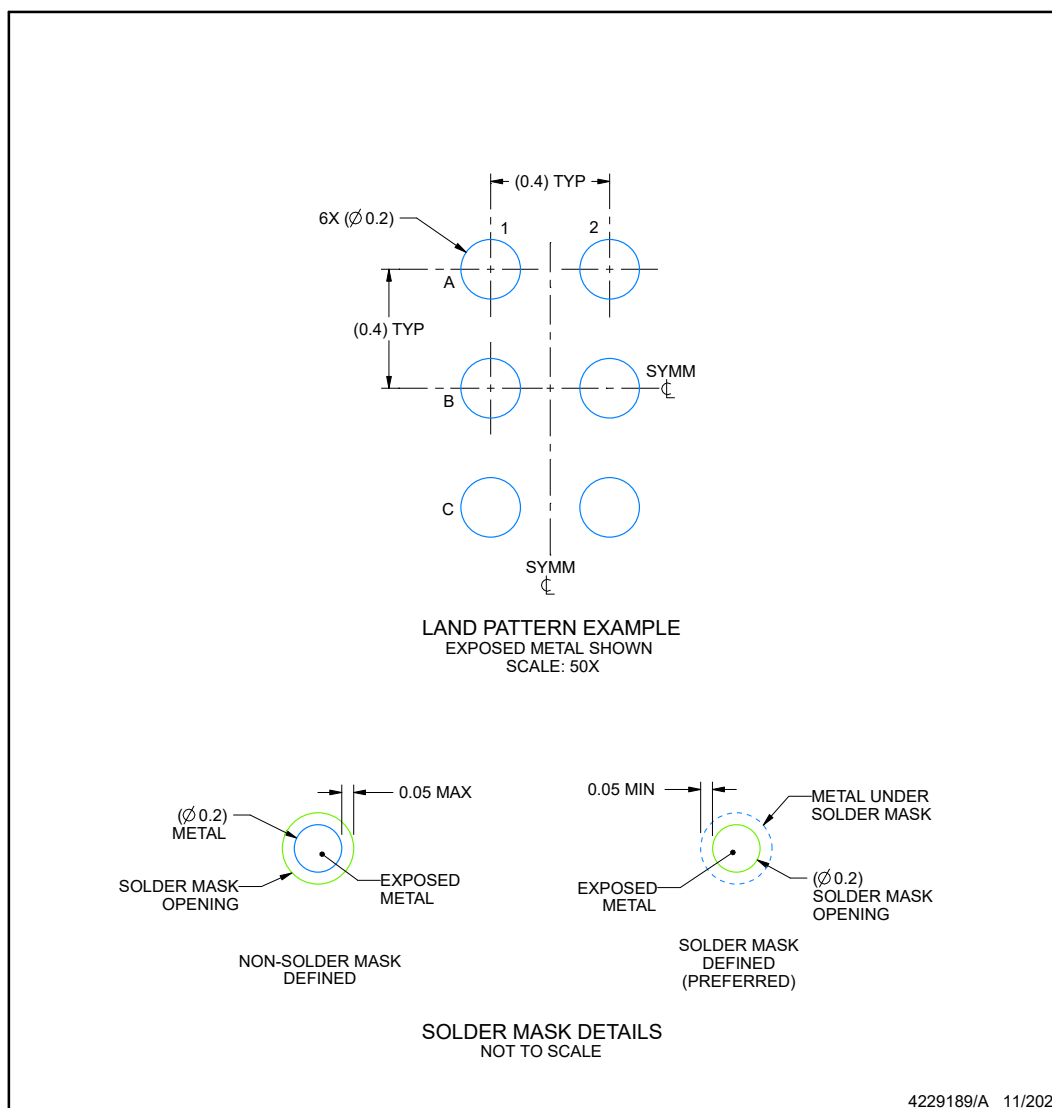 (0.4) TYP
6X (∅ 0.2)
1
2
A
(0.4) TYP
SYMM
℄
B
C
SYMM
℄
LAND PATTERN EXAMPLE
EXPOSED METAL SHOWN
SCALE: 50X
0.05 MAX
(∅ 0.2)
METAL
SOLDER MASK
OPENING
EXPOSED
METAL
NON-SOLDER MASK
DEFINED
0.05 MIN
METAL UNDER
SOLDER MASK
EXPOSED
METAL
(∅ 0.2)
SOLDER MASK
OPENING
SOLDER MASK
DEFINED
(PREFERRED)
SOLDER MASK DETAILS
NOT TO SCALE
4229189/A 11/202